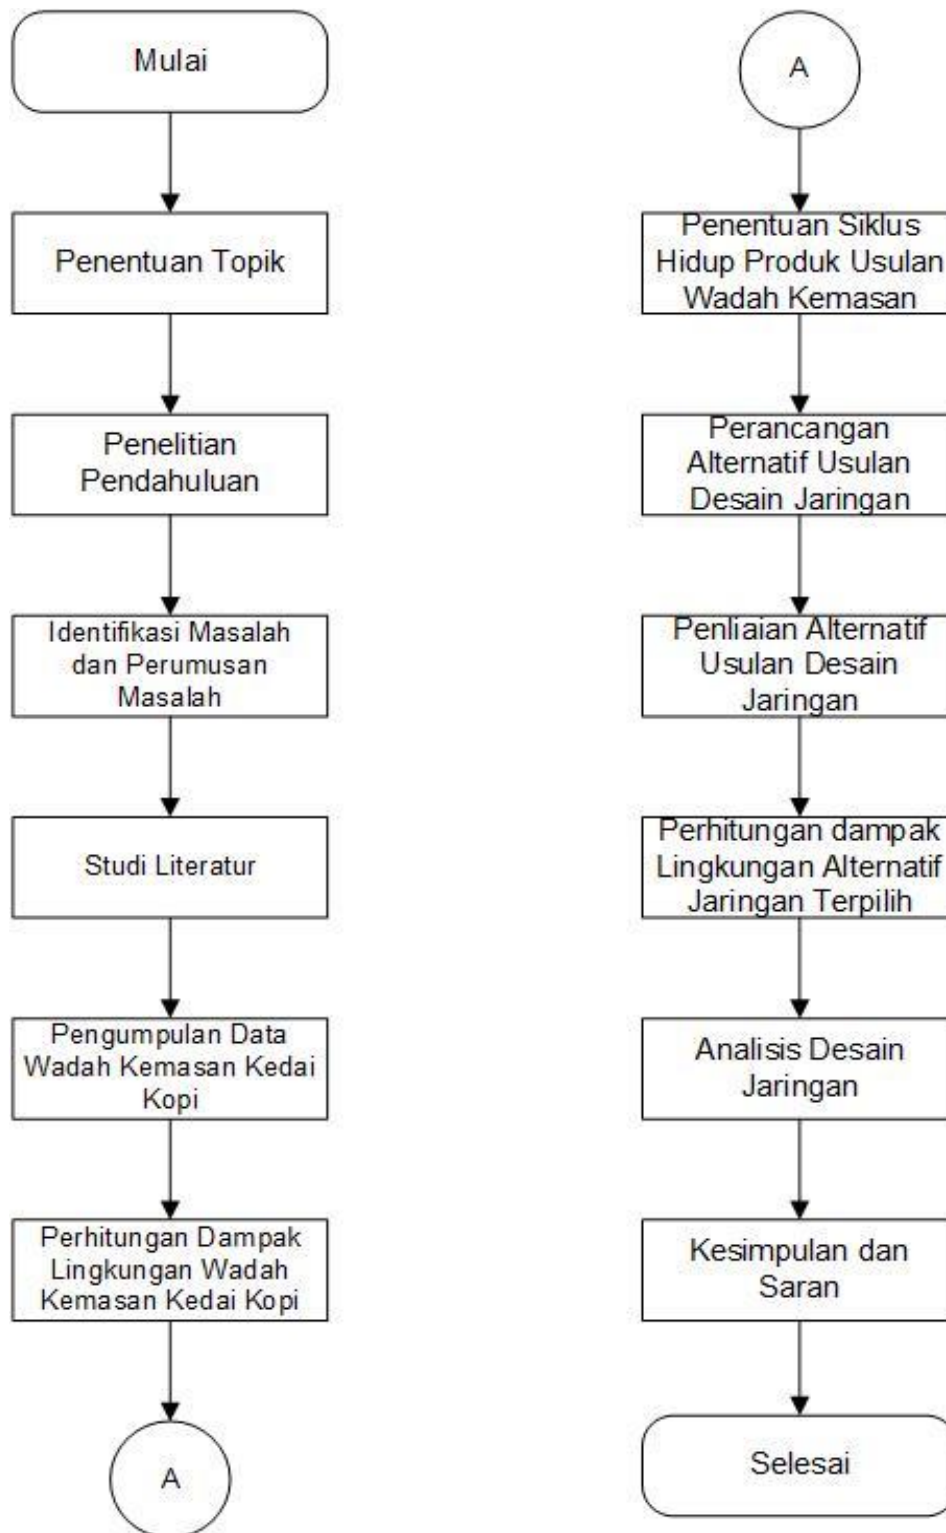 Mulai
Penentuan Topik
Penelitian
Pendahuluan
Identifikasi Masalah
dan Perumusan
Masalah
Studi Literatur
Pengumpulan Data
Wadah Kemasan Kedai
Kopi
Perhitungan Dampak
Lingkungan Wadah
Kemasan Kedai Kopi
A
A
Penentuan Siklus
Hidup Produk Usulan
Wadah Kemasan
Perancangan
Alternatif Usulan
Desain Jaringan
Penliaian Alternatif
Usulan Desain
Jaringan
Perhitungan dampak
Lingkungan Alternatif
Jaringan Terpilih
Analisis Desain
Jaringan
Kesimpulan dan
Saran
Selesai